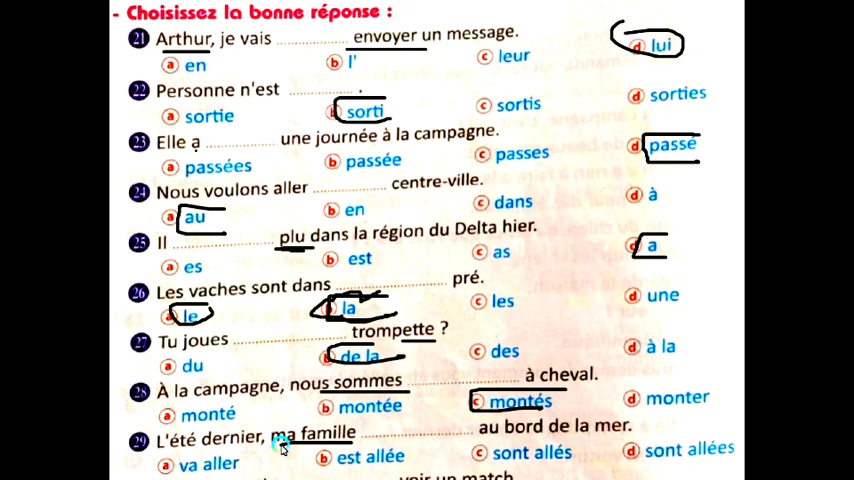 - Choisissez la bonne réponse :
21 Arthur, je vais ................ envoyer un message.
a en b l' c leur d lui
22 Personne n'est ................ .
a sortie b sorti c sortis d sorties
23 Elle a ................ une journée à la campagne.
a passées b passée c passes d passé
24 Nous voulons aller ................ centre-ville.
a au b en c dans d à
25 Il ................ plu dans la région du Delta hier.
a es b est c as d a
26 Les vaches sont dans ................ pré.
a le b la c les d une
27 Tu joues ................ trompette ?
a du b de la c des d à la
28 À la campagne, nous sommes ................ à cheval.
a monté b montée c montés d monter
29 L'été dernier, ma famille ................ au bord de la mer.
a va aller b est allée c sont allés d sont allées
voir un match